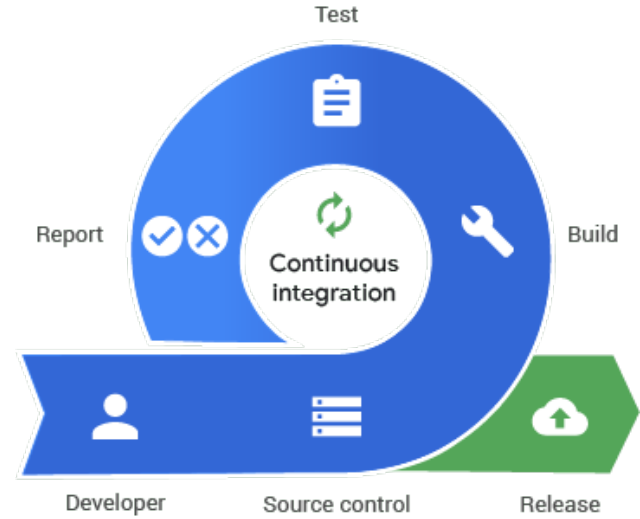 Test
Report
Continuous
integration
Build
Developer
Source control
Release